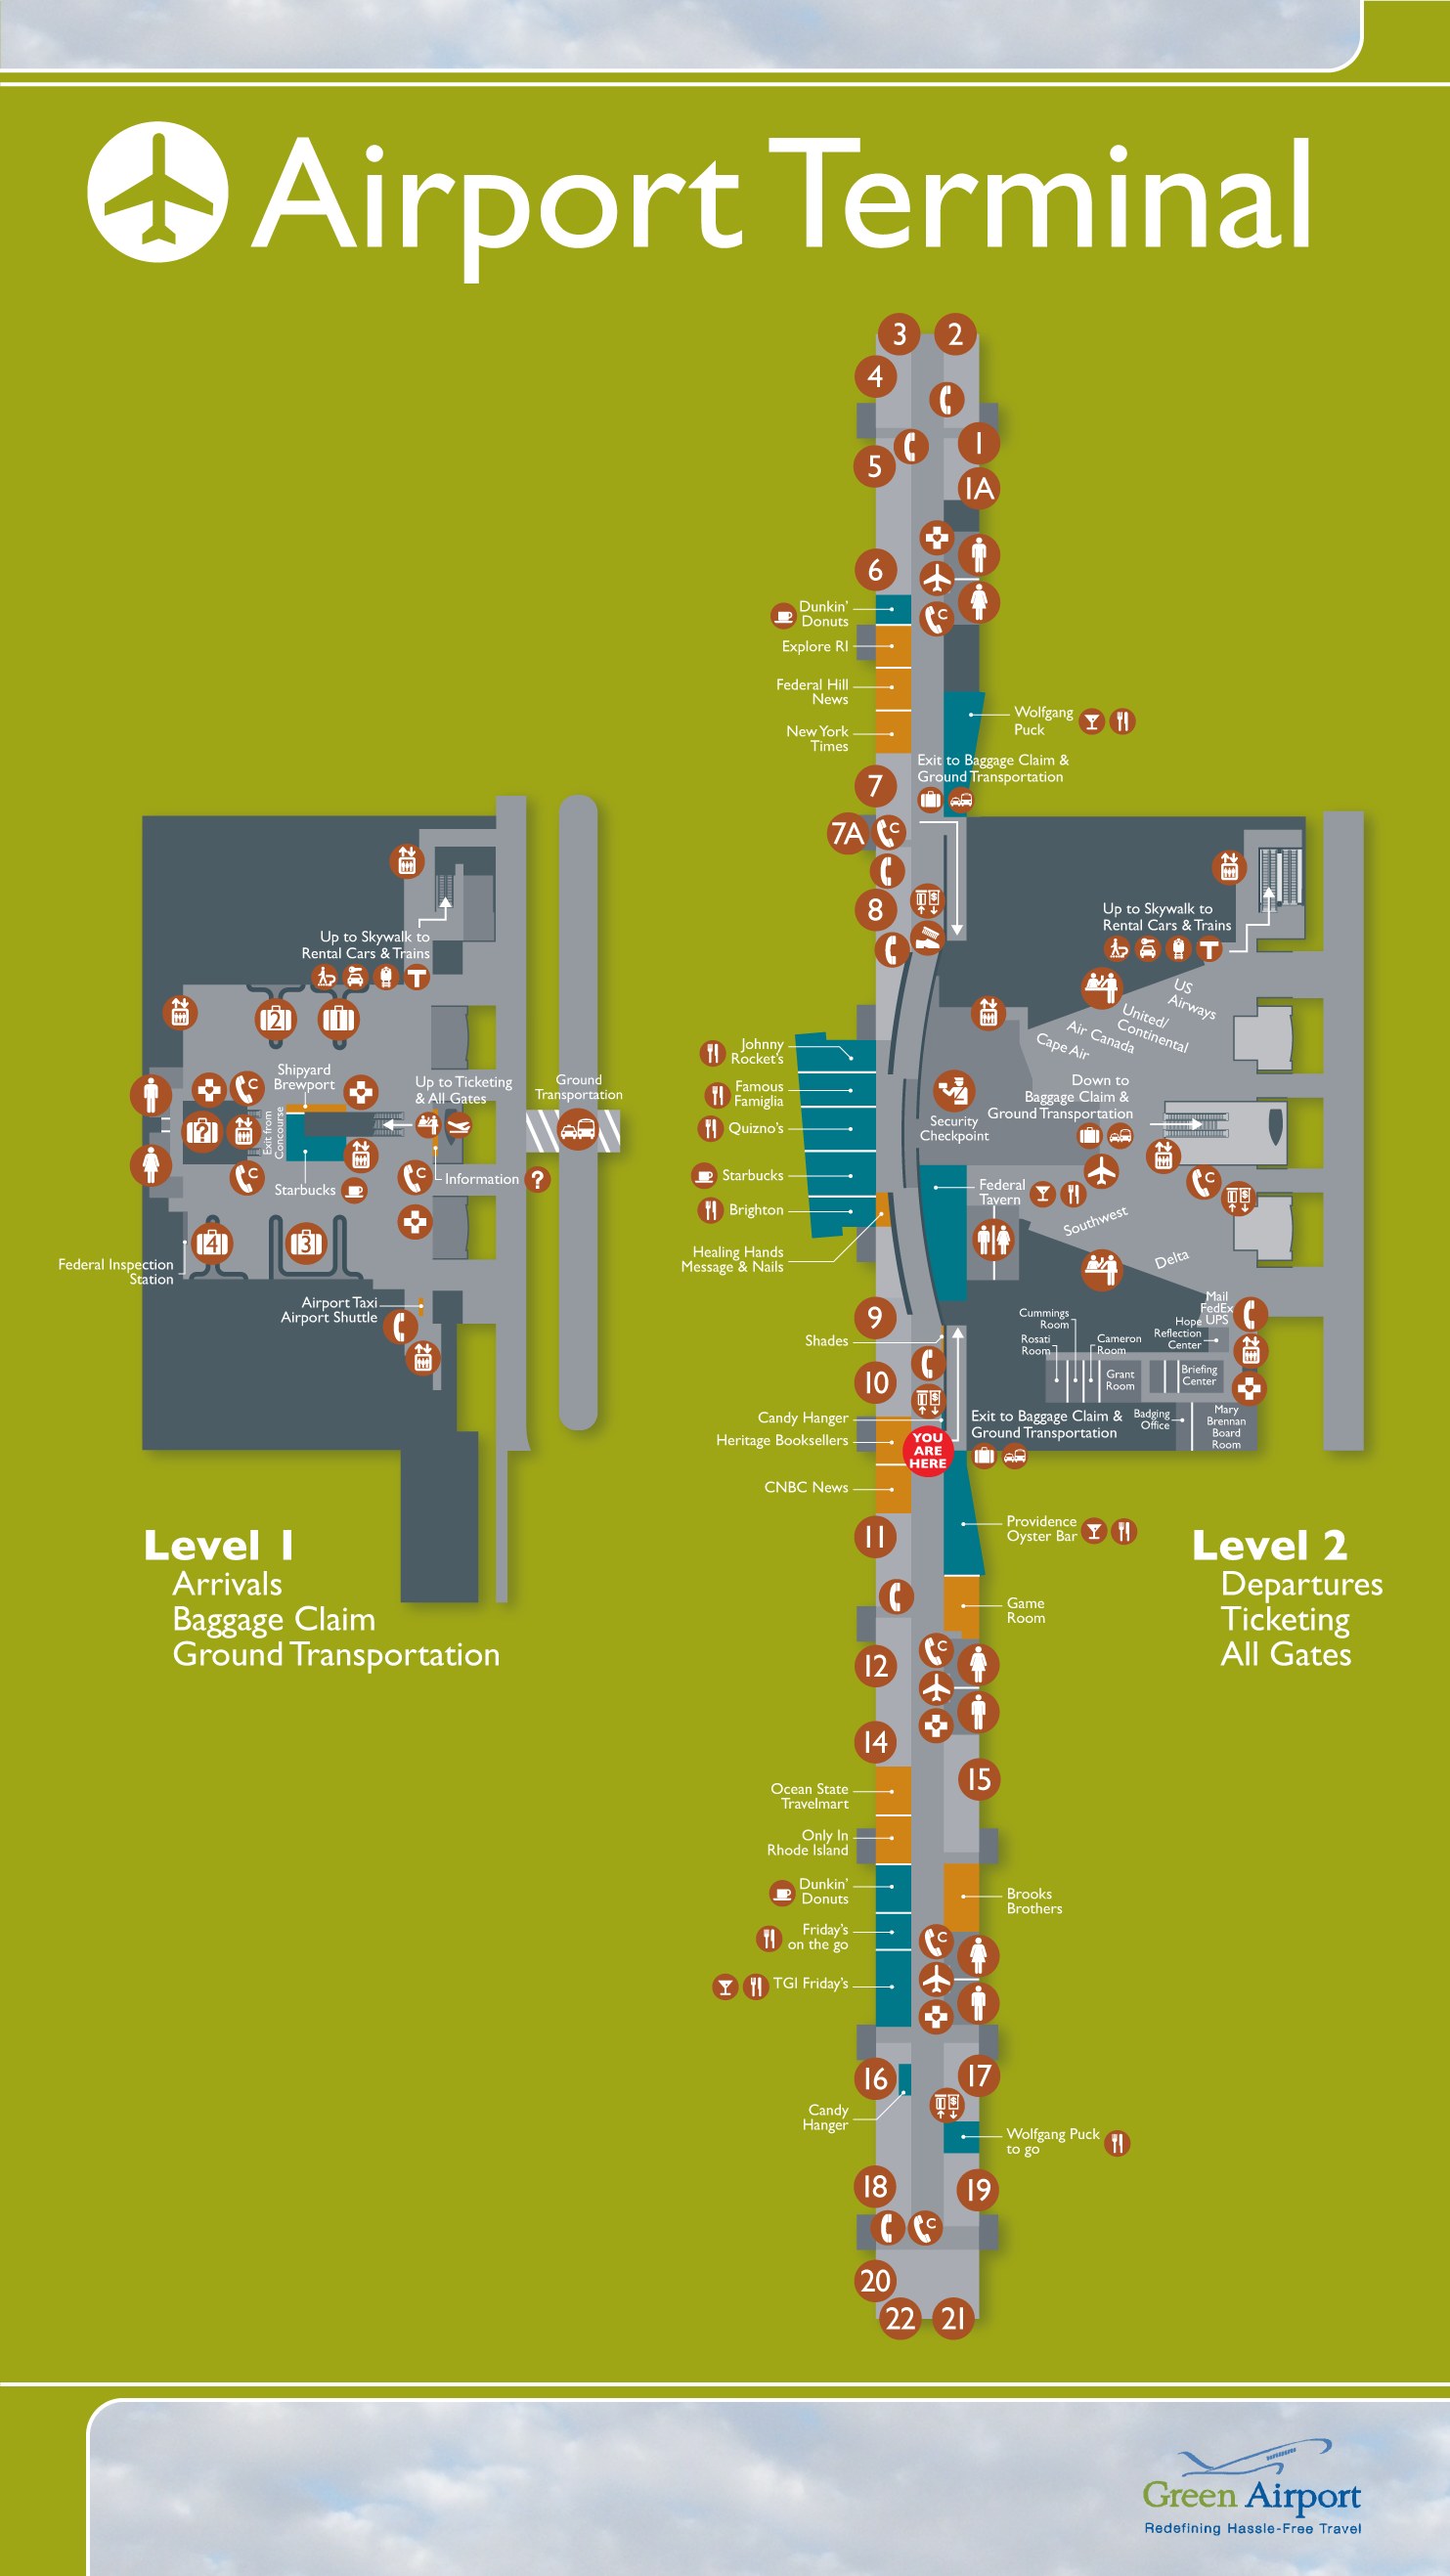 Airport Terminal
3
2
4
1
5
1A
6
Dunkin'
Donuts
C
Explore RI
Federal Hill
News
New York
Times
Wolfgang
Puck
Exit to Baggage Claim &
Ground Transportation
7
7A
C
8
Up to Skywalk to
Rental Cars & Trains
T
US
Airways
United/
Continental
Air Canada
Cape Air
Johnny
Rocket's
Famous
Famiglia
Quizno's
Starbucks
Brighton
Healing Hands
Message & Nails
Security
Checkpoint
Down to
Baggage Claim &
Ground Transportation
C
Federal
Tavern
Southwest
Delta
Mail
FedEx
UPS
Hope
Reflection
Center
Cummings
Room
Rosati
Room
Cameron
Room
Grant
Room
Briefing
Center
Badging
Office
Mary
Brennan
Board
Room
9
Shades
10
Candy Hanger
Heritage Booksellers
YOU
ARE
HERE
Exit to Baggage Claim &
Ground Transportation
CNBC News
11
Providence
Oyster Bar
Game
Room
C
12
14
15
Ocean State
Travelmart
Only In
Rhode Island
Dunkin'
Donuts
Brooks
Brothers
Friday's
on the go
C
TGI Friday's
16
17
Candy
Hanger
Wolfgang Puck
to go
18
19
C
20
22
21
Up to Skywalk to
Rental Cars & Trains
T
2
1
Shipyard
Brewport
C
Up to Ticketing
& All Gates
Ground
Transportation
?
Exit from
Concourse
C
Starbucks
C
Information
?
4
3
Federal Inspection
Station
Airport Taxi
Airport Shuttle
Level 1
Arrivals
Baggage Claim
Ground Transportation
Level 2
Departures
Ticketing
All Gates
Green Airport
Redefining Hassle-Free Travel